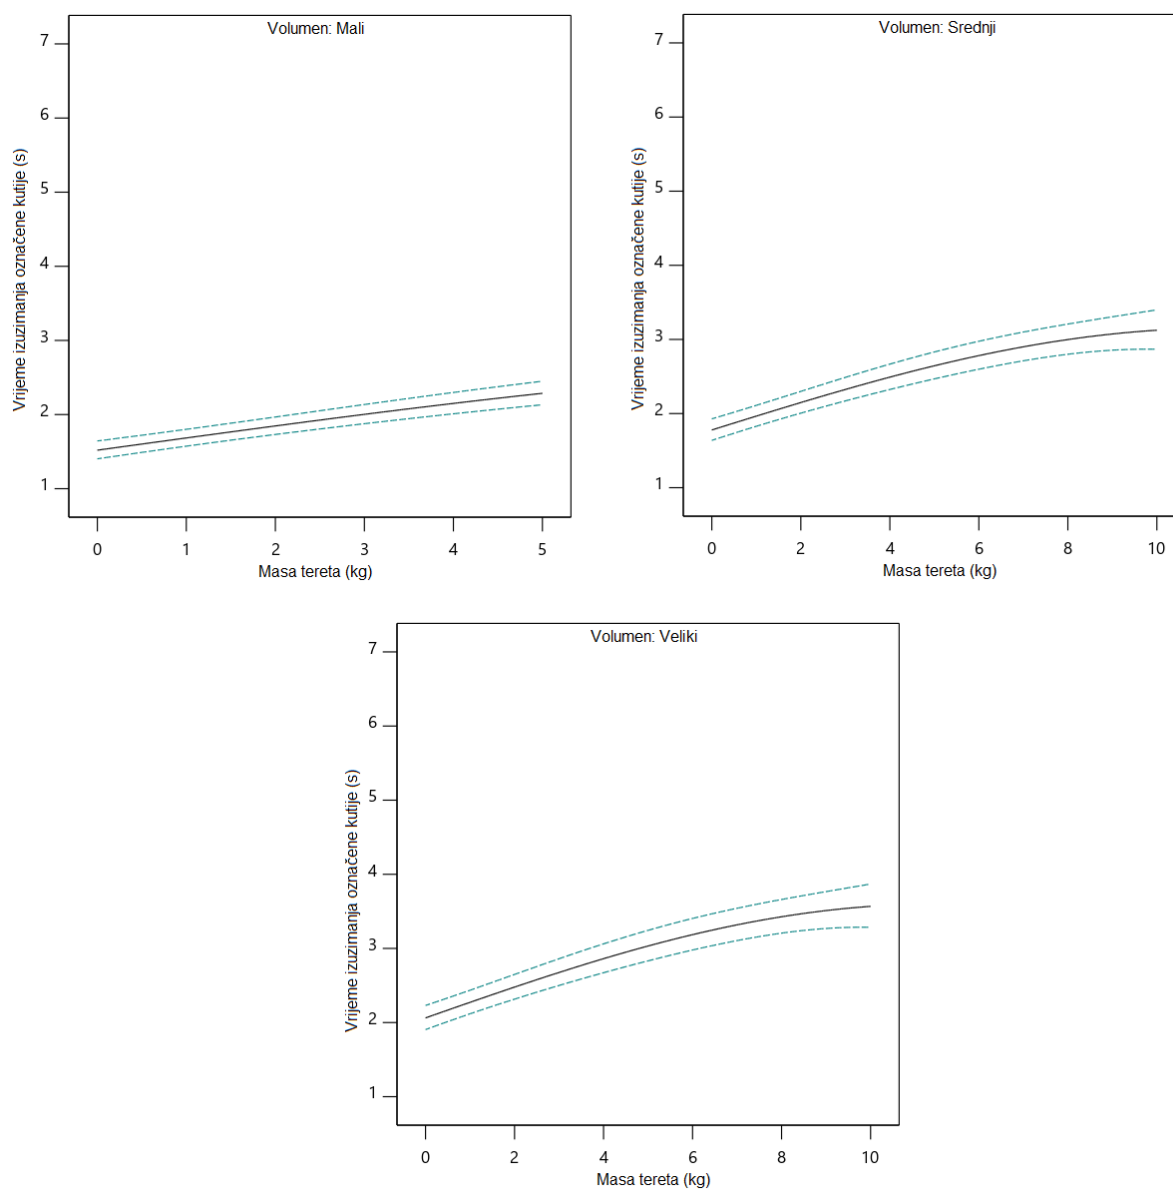 Volumen: Mali
7
6
5
4
3
2
1
Vrijeme izuzimanja označene kutije (s)
0 1 2 3 4 5
Masa tereta (kg)
Volumen: Srednji
7
6
5
4
3
2
1
Vrijeme izuzimanja označene kutije (s)
0 2 4 6 8 10
Masa tereta (kg)
Volumen: Veliki
7
6
5
4
3
2
1
Vrijeme izuzimanja označene kutije (s)
0 2 4 6 8 10
Masa tereta (kg)